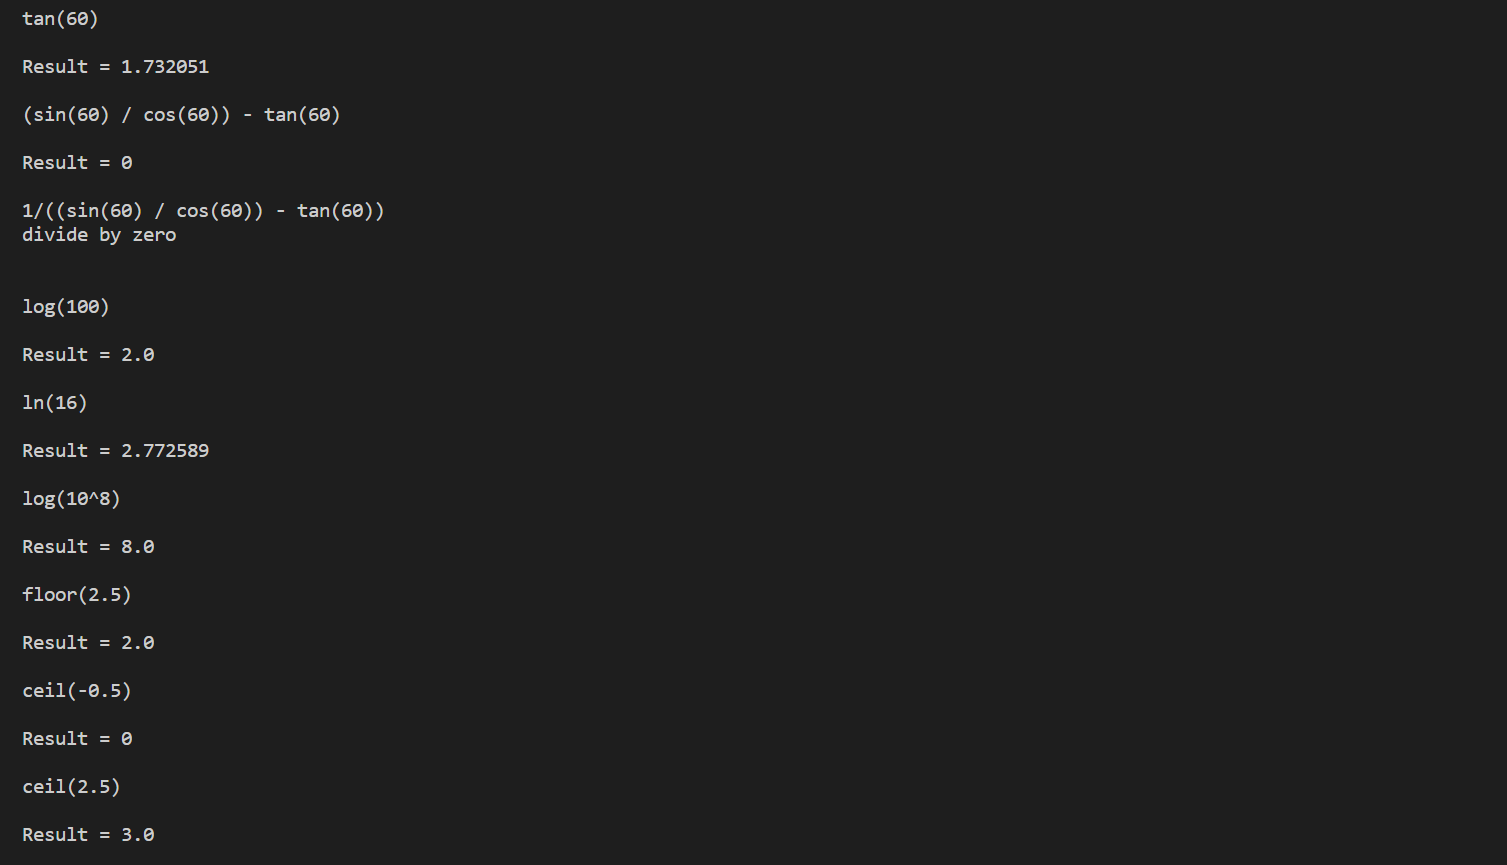 tan(60)
Result = 1.732051
(sin(60) / cos(60)) - tan(60)
Result = 0
1/((sin(60) / cos(60)) - tan(60))
divide by zero
log(100)
Result = 2.0
ln(16)
Result = 2.772589
log(10^8)
Result = 8.0
floor(2.5)
Result = 2.0
ceil(-0.5)
Result = 0
ceil(2.5)
Result = 3.0